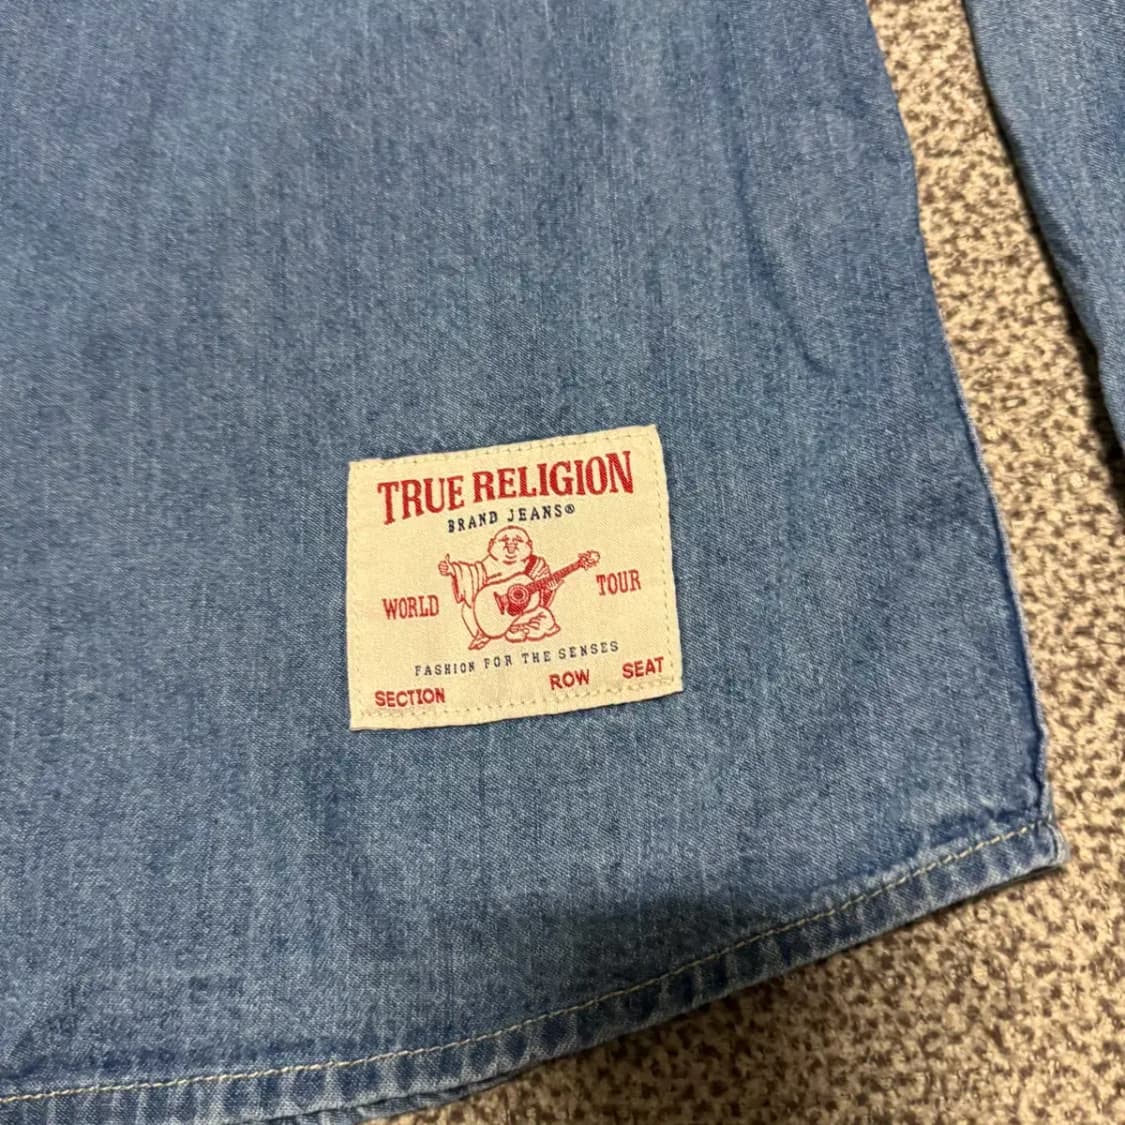 TRUE RELIGION
BRAND JEANS®
WORLD TOUR
FASHION FOR THE SENSES
SECTION ROW SEAT